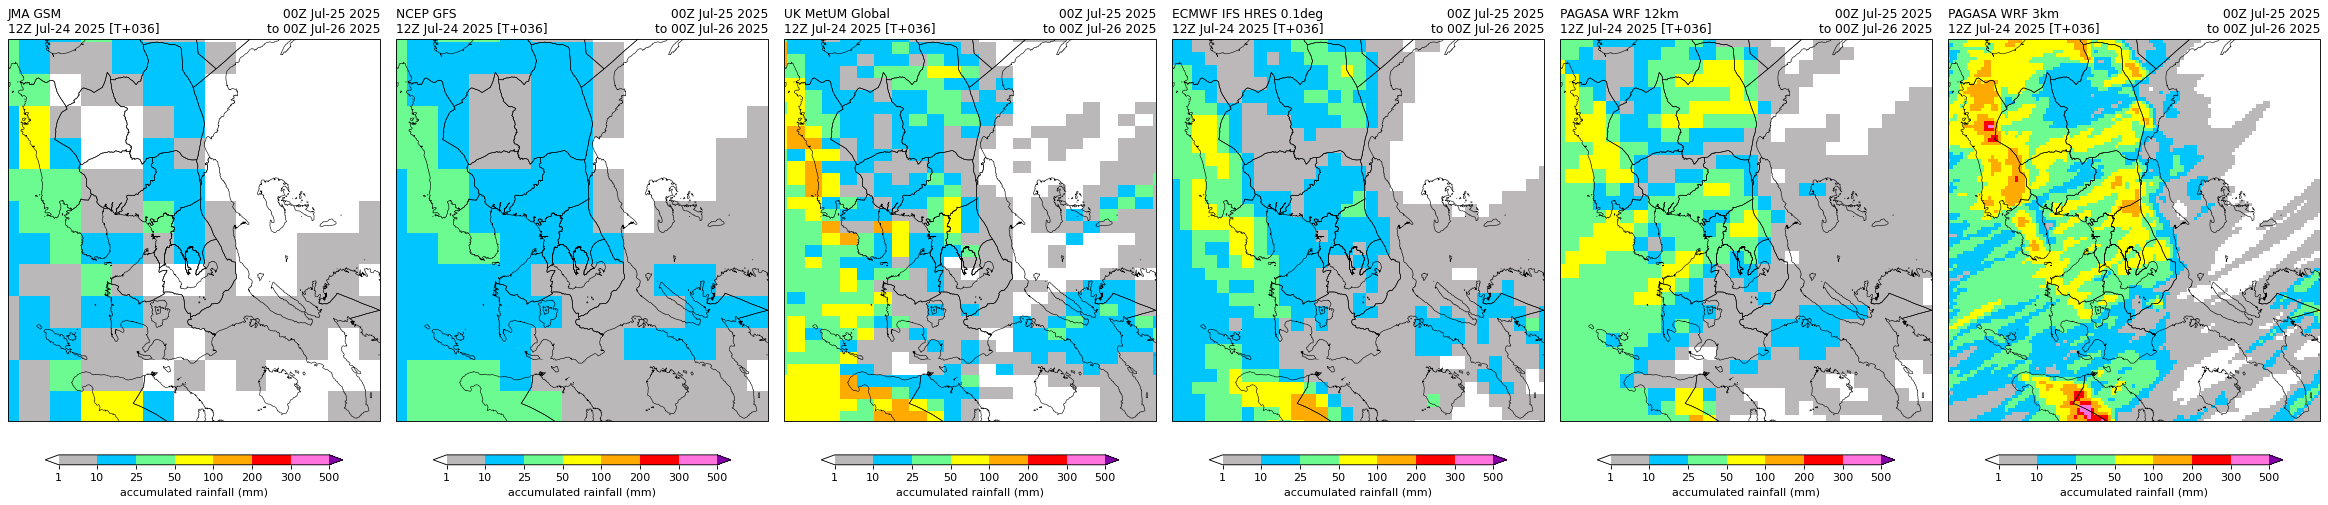 JMA GSM 00Z Jul-25 2025
12Z Jul-24 2025 [T+036] to 00Z Jul-26 2025
1 10 25 50 100 200 300 500
accumulated rainfall (mm)
NCEP GFS 00Z Jul-25 2025
12Z Jul-24 2025 [T+036] to 00Z Jul-26 2025
1 10 25 50 100 200 300 500
accumulated rainfall (mm)
UK MetUM Global 00Z Jul-25 2025
12Z Jul-24 2025 [T+036] to 00Z Jul-26 2025
1 10 25 50 100 200 300 500
accumulated rainfall (mm)
ECMWF IFS HRES 0.1deg 00Z Jul-25 2025
12Z Jul-24 2025 [T+036] to 00Z Jul-26 2025
1 10 25 50 100 200 300 500
accumulated rainfall (mm)
PAGASA WRF 12km 00Z Jul-25 2025
12Z Jul-24 2025 [T+036] to 00Z Jul-26 2025
1 10 25 50 100 200 300 500
accumulated rainfall (mm)
PAGASA WRF 3km 00Z Jul-25 2025
12Z Jul-24 2025 [T+036] to 00Z Jul-26 2025
1 10 25 50 100 200 300 500
accumulated rainfall (mm)